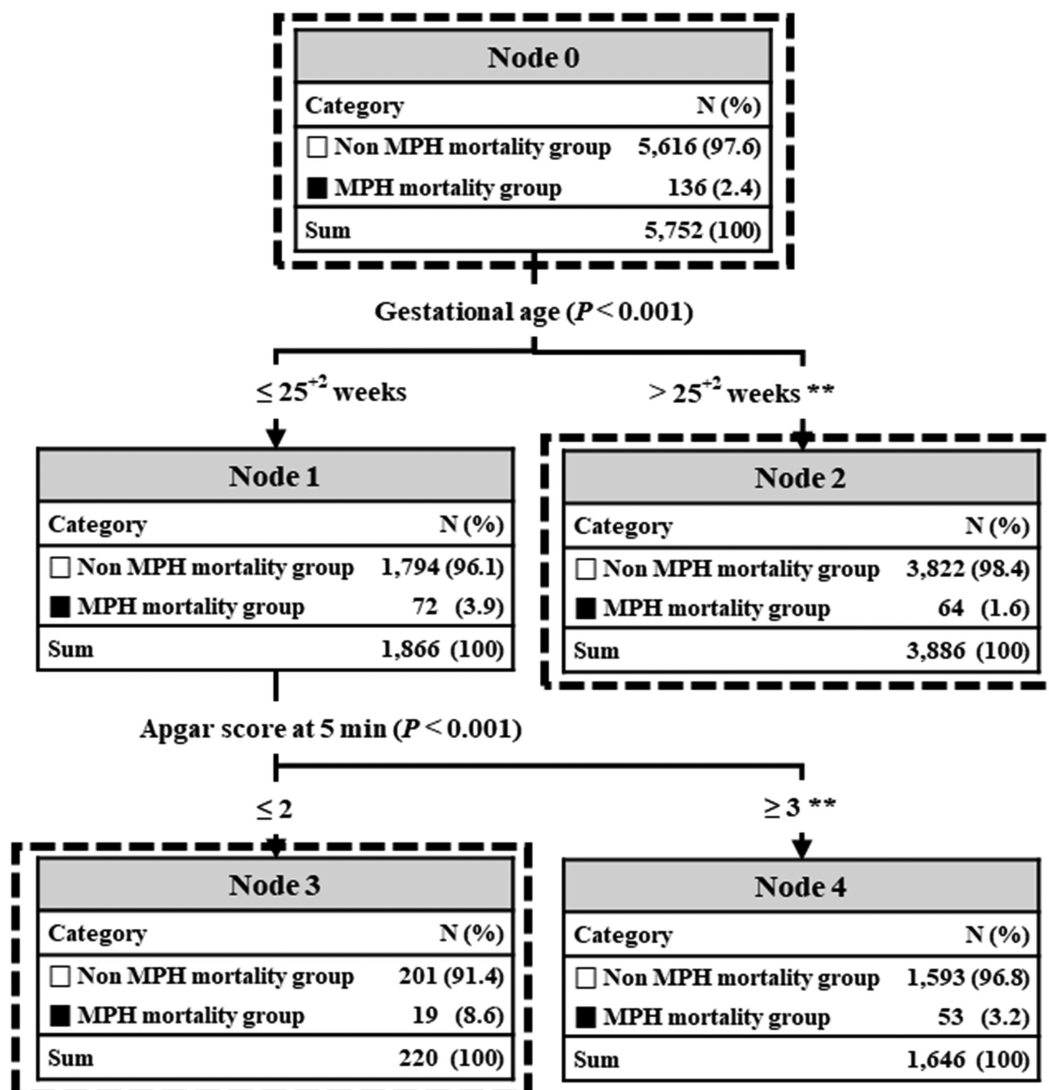 Node 0
Category N (%)
□ Non MPH mortality group 5,616 (97.6)
■ MPH mortality group 136 (2.4)
Sum 5,752 (100)
Gestational age (P < 0.001)
≤ 25⁺² weeks > 25⁺² weeks **
Node 1
Category N (%)
□ Non MPH mortality group 1,794 (96.1)
■ MPH mortality group 72 (3.9)
Sum 1,866 (100)
Node 2
Category N (%)
□ Non MPH mortality group 3,822 (98.4)
■ MPH mortality group 64 (1.6)
Sum 3,886 (100)
Apgar score at 5 min (P < 0.001)
≤ 2 ≥ 3 **
Node 3
Category N (%)
□ Non MPH mortality group 201 (91.4)
■ MPH mortality group 19 (8.6)
Sum 220 (100)
Node 4
Category N (%)
□ Non MPH mortality group 1,593 (96.8)
■ MPH mortality group 53 (3.2)
Sum 1,646 (100)